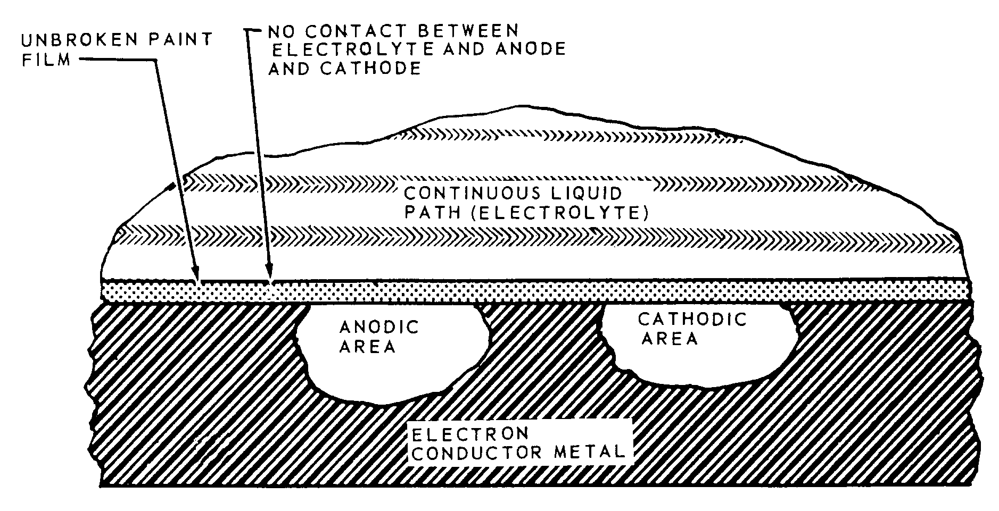 UNBROKEN PAINT
FILM
NO CONTACT BETWEEN
ELECTROLYTE AND ANODE
AND CATHODE
CONTINUOUS LIQUID
PATH (ELECTROLYTE)
ANODIC
AREA
CATHODIC
AREA
ELECTRON
CONDUCTOR METAL